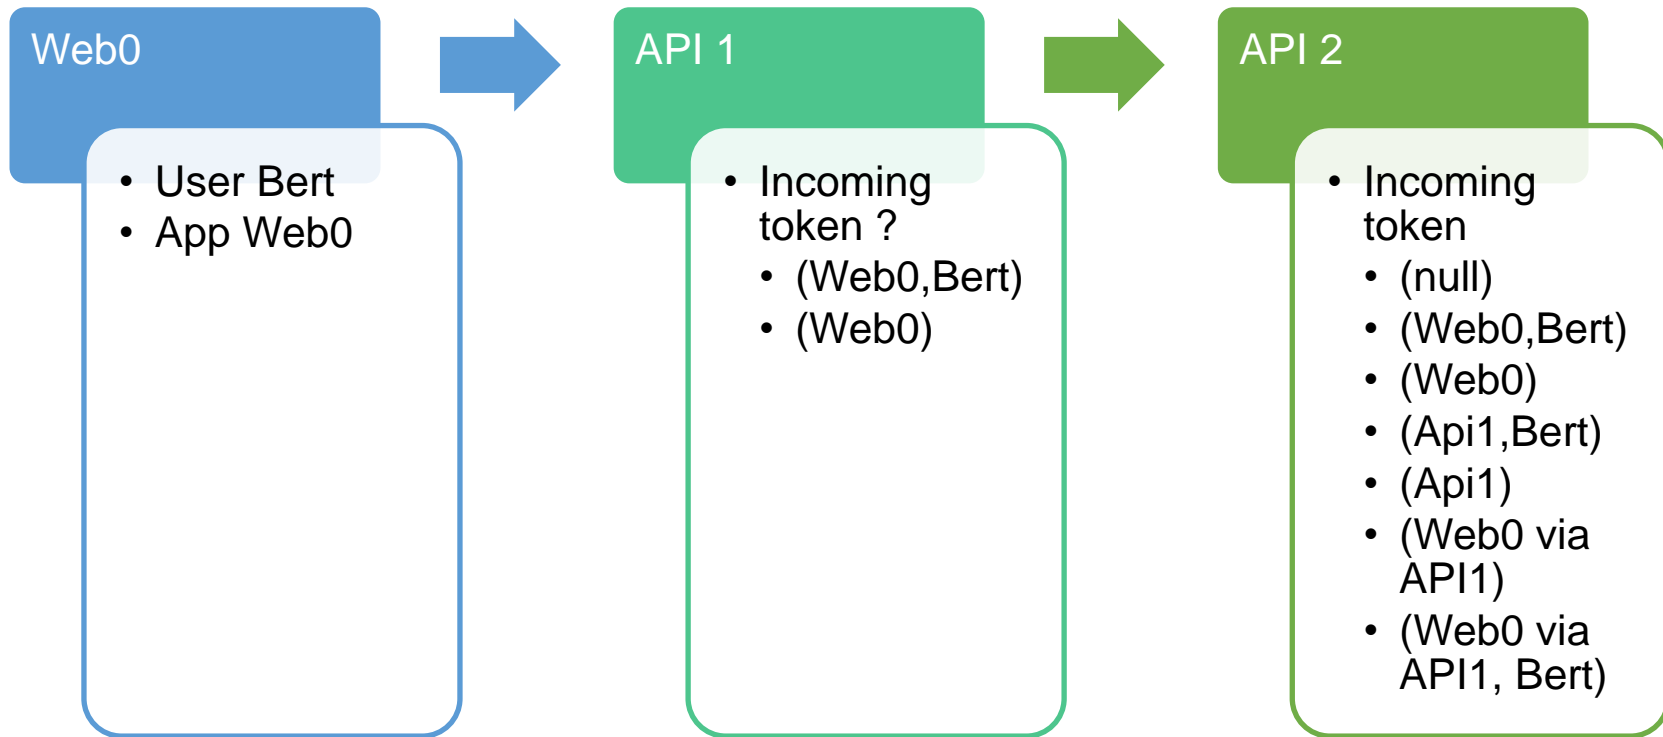 Web0
• User Bert
• App Web0
API 1
• Incoming
token ?
• (Web0,Bert)
• (Web0)
API 2
• Incoming
token
• (null)
• (Web0,Bert)
• (Web0)
• (Api1,Bert)
• (Api1)
• (Web0 via
API1)
• (Web0 via
API1, Bert)